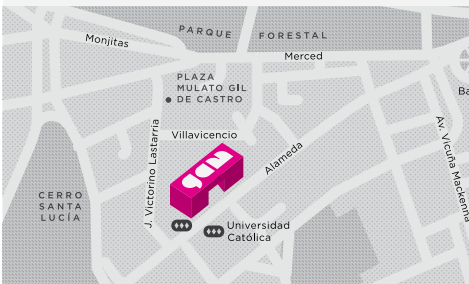 PARQUE FORESTAL
Monjitas
Merced
PLAZA
MULATO GIL
DE CASTRO
Villavicencio
J. Victorino Lastarria
Alameda
Av. Vicuña Mackenna
CERRO
SANTA
LUCÍA
Universidad
Católica